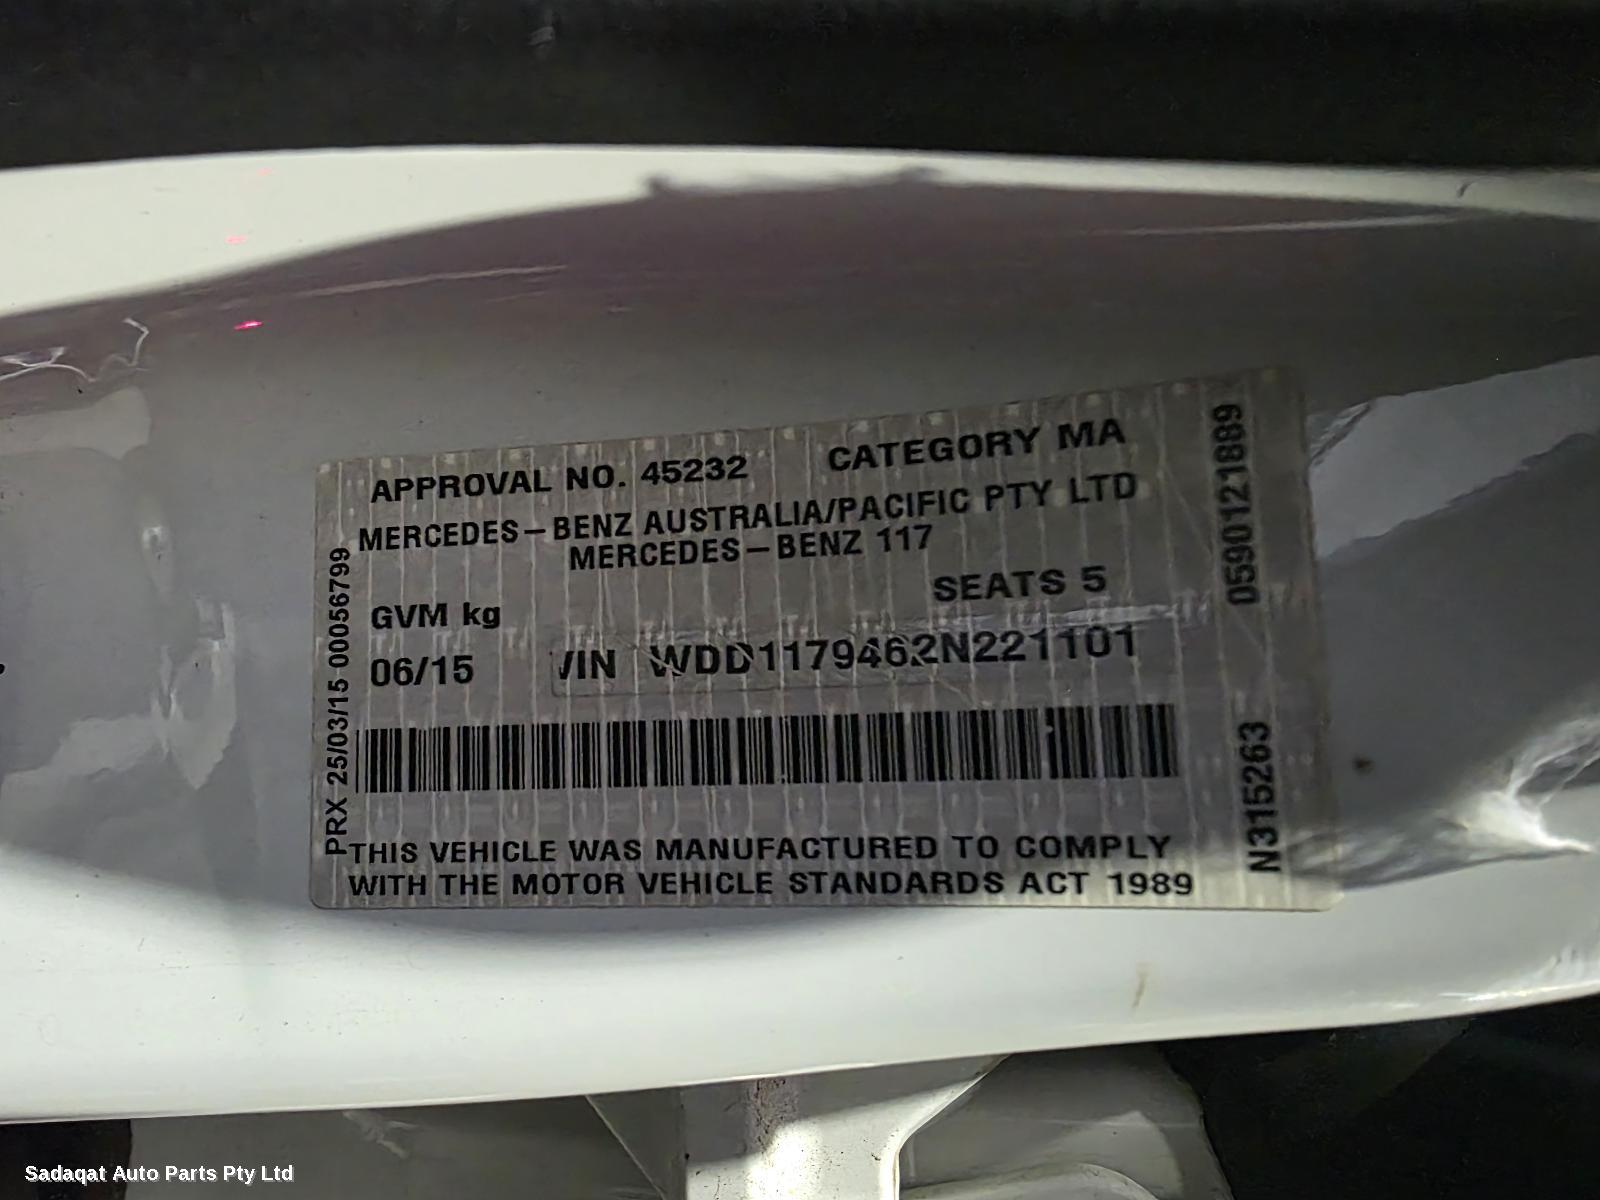 APPROVAL NO. 45232 CATEGORY MA
MERCEDES-BENZ AUSTRALIA/PACIFIC PTY LTD
MERCEDES-BENZ 117
SEATS 5
GVM kg
06/15 VIN WDD1179462N221101
THIS VEHICLE WAS MANUFACTURED TO COMPLY
WITH THE MOTOR VEHICLE STANDARDS ACT 1989
PRX 25/03/15 00056799
0590121889
N315263
Sadaqat Auto Parts Pty Ltd